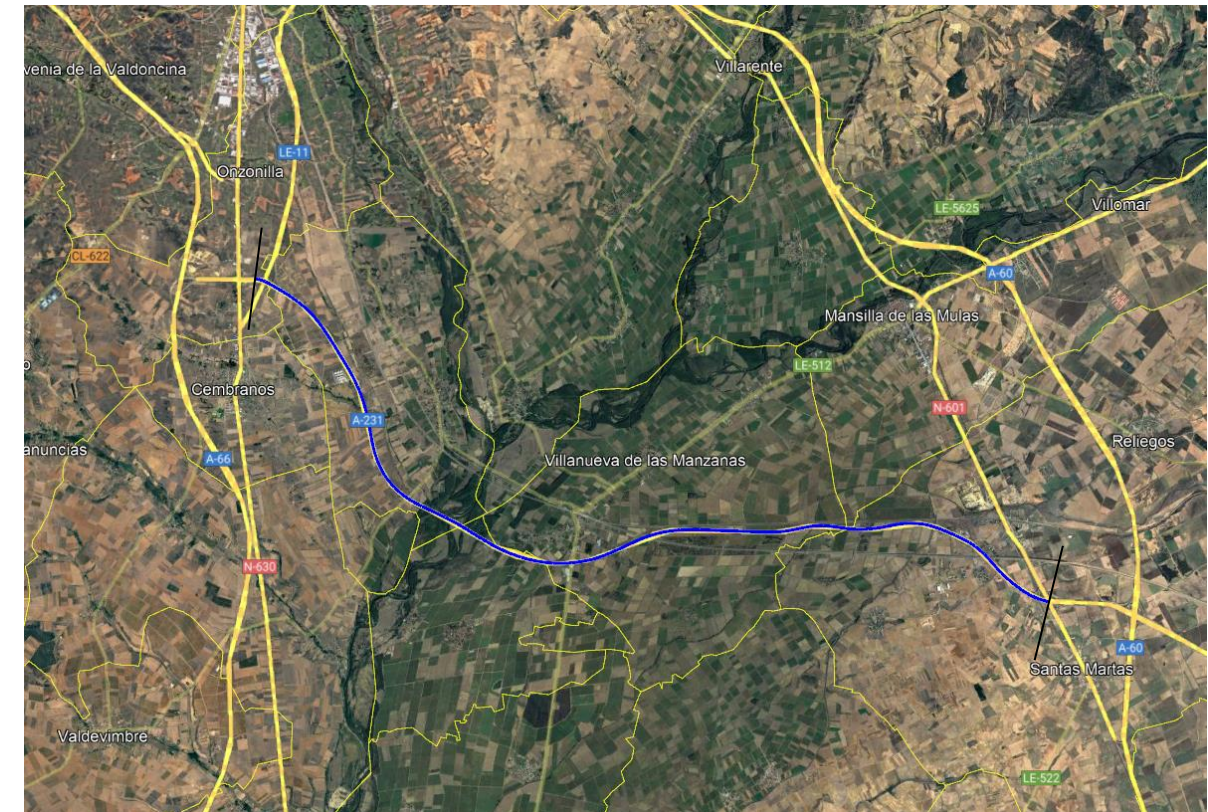 Villarente
venia de la Valdoncina
LE-11
Onzonilla
Villomar
LE-5625
CL-622
A-60
Mansilla de las Mulas
LE-512
o
Cembranos
N-601
A-231
Reliegos
anuncias
A-66
Villanueva de las Manzanas
N-630
A-60
Santas Martas
Valdevimbre
LE-522